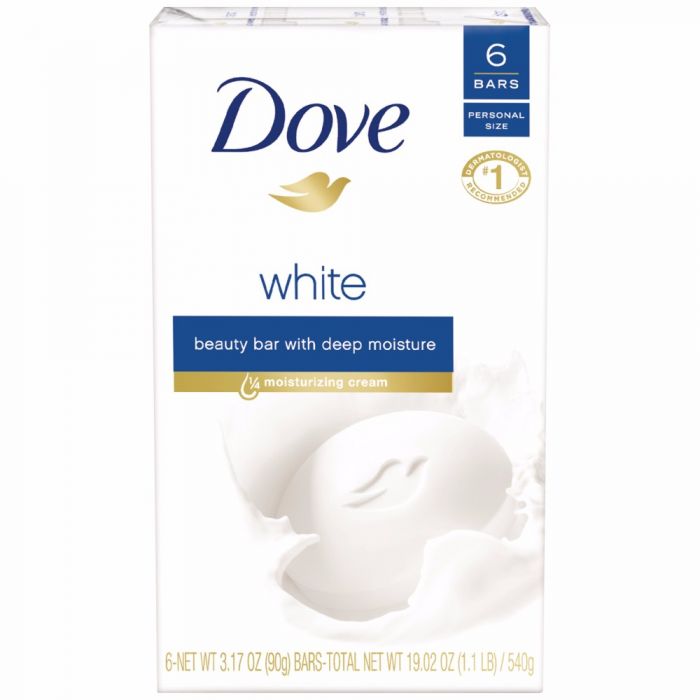 6
BARS
PERSONAL
SIZE
Dove
DERMATOLOGIST
#1
RECOMMENDED
white
beauty bar with deep moisture
¼ moisturizing cream
6-NET WT 3.17 OZ (90g) BARS-TOTAL NET WT 19.02 OZ (1.1 LB) / 540g